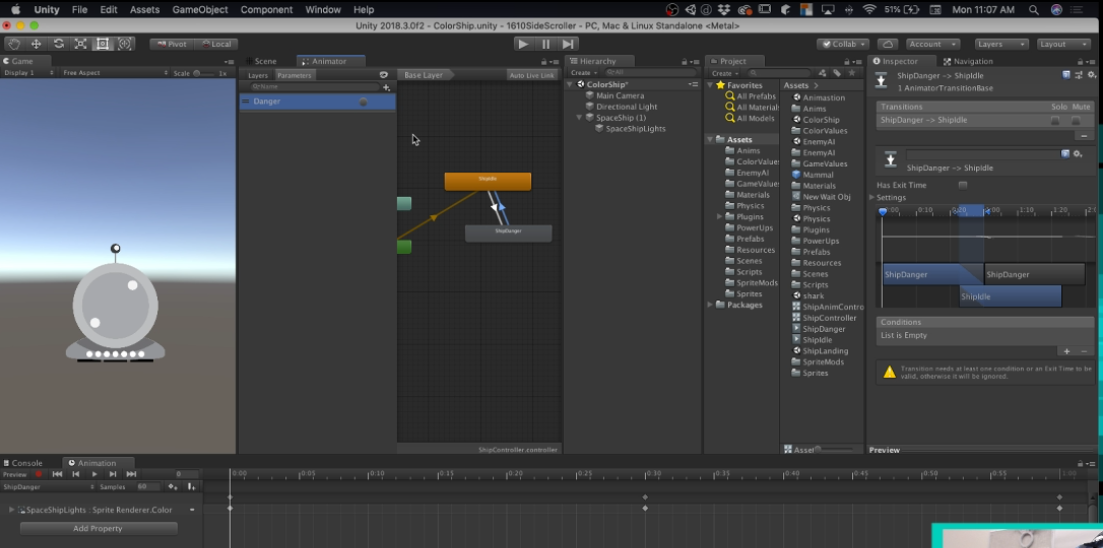 Unity File Edit Assets GameObject Component Window Help 51% Mon 11:07 AM
Unity 2018.3.0f2 - ColorShip.unity - 1610SideScroller - PC, Mac & Linux Standalone <Metal>
Pivot Local Collab Account Layers Layout
Game
Display 1 Free Aspect Scale 1x
Scene Animator
Layers Parameters Base Layer Auto Live Link
Name
Danger
ShipIdle
ShipDanger
ShipController.controller
Hierarchy
Create All
ColorShip*
Main Camera
Directional Light
SpaceShip (1)
SpaceShipLights
Project
Create
Favorites
All Prefabs
All Materials
All Models
Assets
Anims
ColorValues
EnemyAI
GameValues
Materials
Physics
Plugins
PowerUps
Prefabs
Resources
Scenes
Scripts
SpriteMods
Sprites
Packages
Assets
Animastion
Anims
ColorShip
ColorValues
EnemyAI
EnemyAI
GameValues
Mammal
Materials
New Wait Obj
Physics
Physics
Plugins
PowerUps
Prefabs
Resources
Scenes
Scripts
shark
ShipAnimContro
ShipController
ShipDanger
ShipIdle
ShipLanding
SpriteMods
Sprites
Asset
Inspector Navigation
ShipDanger -> ShipIdle
1 AnimatorTransitionBase
Transitions Solo Mute
ShipDanger -> ShipIdle
ShipDanger -> ShipIdle
Has Exit Time
Settings
:00 0:20 1:00 1:10 1:20 2:0
ShipDanger ShipDanger
ShipIdle
Conditions
List is Empty
Transition needs at least one condition or an Exit Time to be
valid, otherwise it will be ignored.
Preview
Console Animation
Preview 0 0:00 0:05 0:10 0:15 0:20 0:25 0:30 0:35 0:40 0:45 0:50 0:55 1:00
ShipDanger Samples 60
SpaceShipLights : Sprite Renderer.Color
Add Property